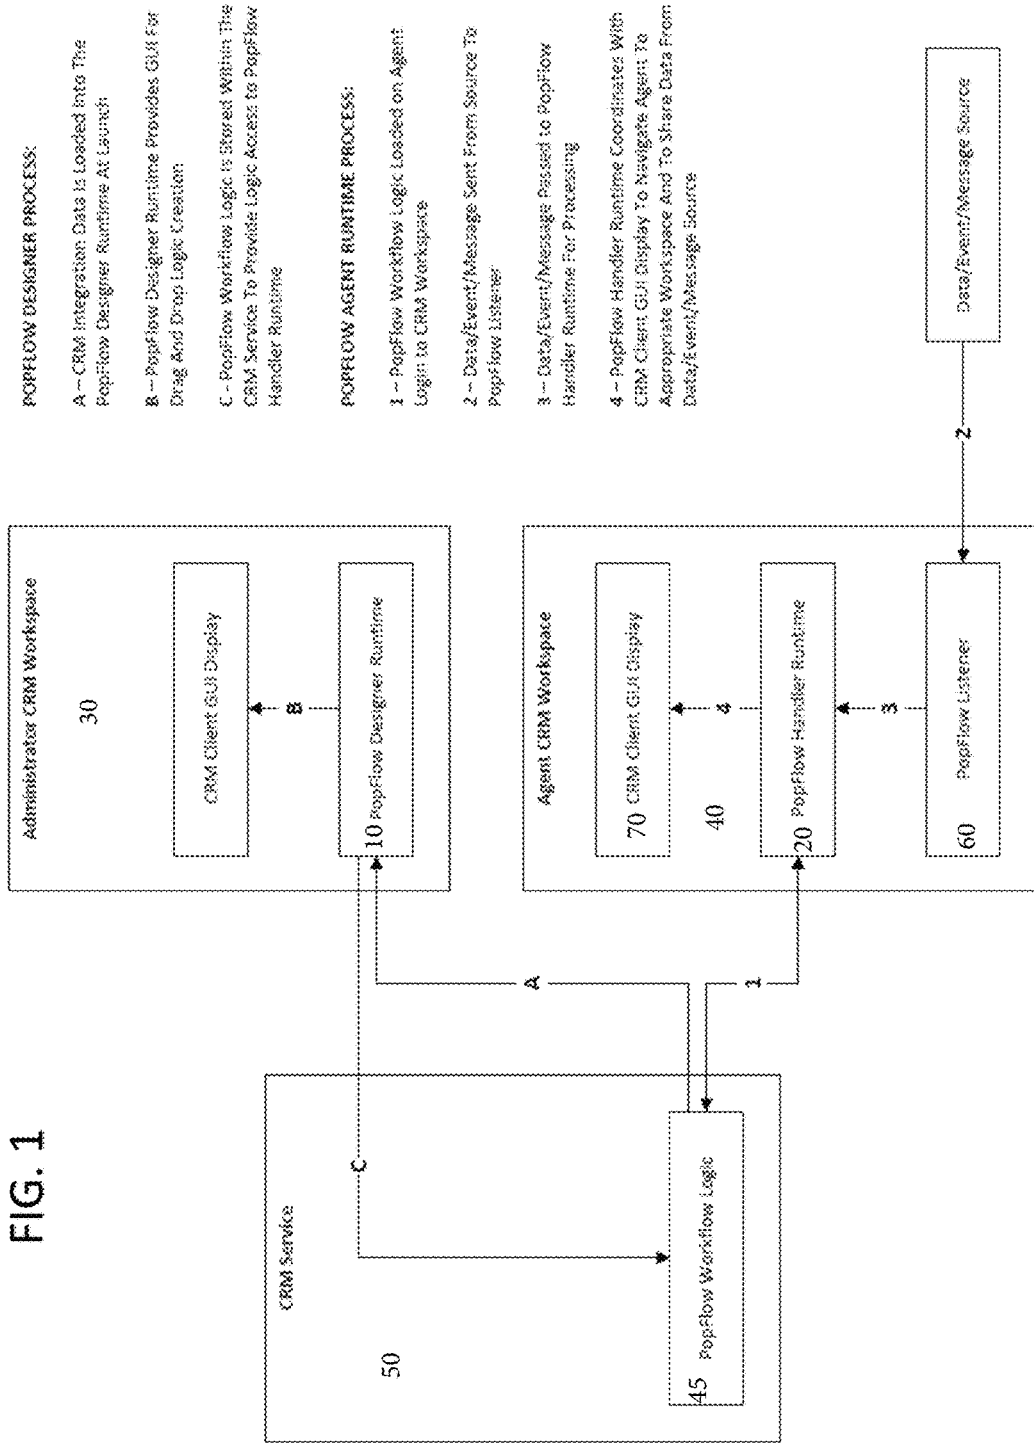 FIG. 1
CRM Service
50
45 PopFlow Workflow Logic
C
A
1
Administrator CRM Workspace
30
CRM Client GUI Display
B
10 PopFlow Designer Runtime
Agent CRM Workspace
70 CRM Client GUI Display
40
4
20 PopFlow Handler Runtime
3
60 PopFlow Listener
2
Data/Event/Message Source
POPFLOW DESIGNER PROCESS:
A – CRM Integration Data Is Loaded Into The
PopFlow Designer Runtime At Launch
B – PopFlow Designer Runtime Provides GUI For
Drag And Drop Logic Creation
C - PopFlow Workflow Logic is Stored Within The
CRM Service To Provide Logic Access to PopFlow
Handler Runtime
POPFLOW AGENT RUNTIME PROCESS:
1 – PopFlow Workflow Logic Loaded on Agent
Login to CRM Workspace
2 – Data/Event/Message Sent From Source To
PopFlow Listener
3 – Data/Event/Message Passed to PopFlow
Handler Runtime For Processing
4 – PopFlow Handler Runtime Coordinates With
CRM Client GUI Display To Navigate Agent To
Appropriate Workspace And To Share Data From
Data/Event/Message Source